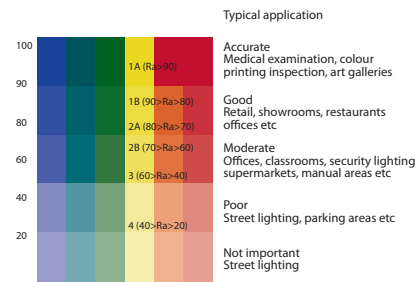 Typical application
100
Accurate
Medical examination, colour
printing inspection, art galleries
1A (Ra>90)
90
1B (90>Ra>80)
Good
Retail, showrooms, restaurants
offices etc
80
2A (80>Ra>70)
2B (70>Ra>60)
Moderate
Offices, classrooms, security lighting
supermarkets, manual areas etc
60
3 (60>Ra>40)
40
Poor
Street lighting, parking areas etc
4 (40>Ra>20)
20
Not important
Street lighting